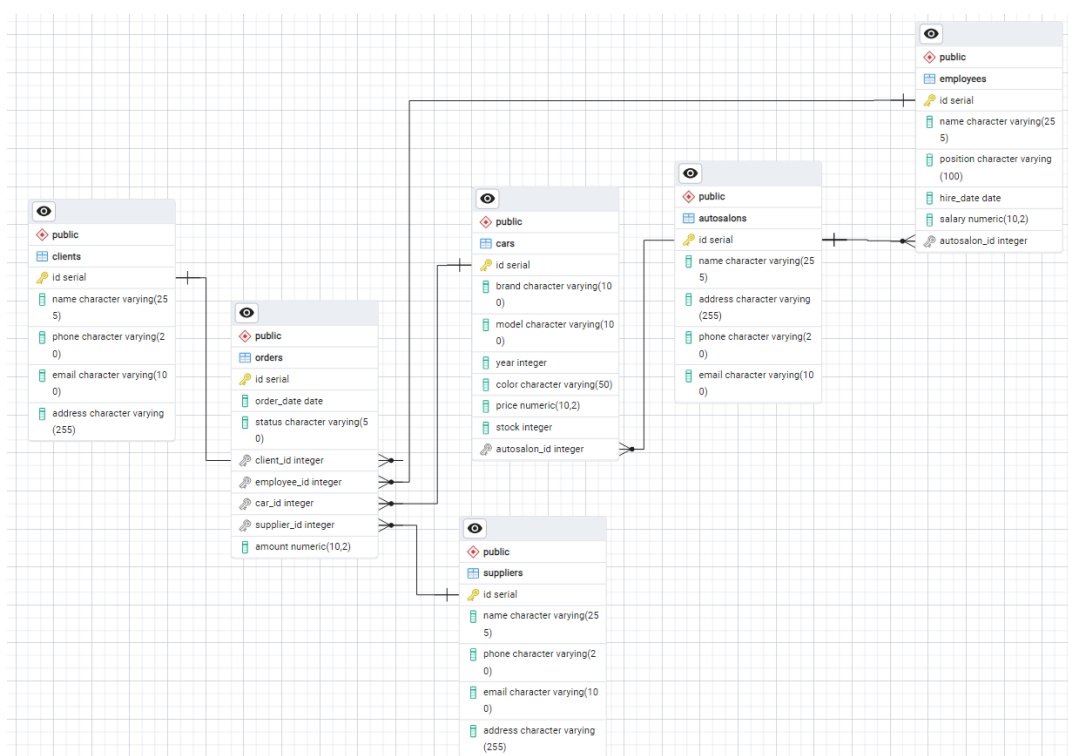 public
employees
id serial
name character varying(25
5)
position character varying
(100)
hire_date date
salary numeric(10,2)
autosalon_id integer
public
autosalons
id serial
name character varying(25
5)
address character varying
(255)
phone character varying(2
0)
email character varying(10
0)
public
cars
id serial
brand character varying(10
0)
model character varying(10
0)
year integer
color character varying(50)
price numeric(10,2)
stock integer
autosalon_id integer
public
clients
id serial
name character varying(25
5)
phone character varying(2
0)
email character varying(10
0)
address character varying
(255)
public
orders
id serial
order_date date
status character varying(5
0)
client_id integer
employee_id integer
car_id integer
supplier_id integer
amount numeric(10,2)
public
suppliers
id serial
name character varying(25
5)
phone character varying(2
0)
email character varying(10
0)
address character varying
(255)